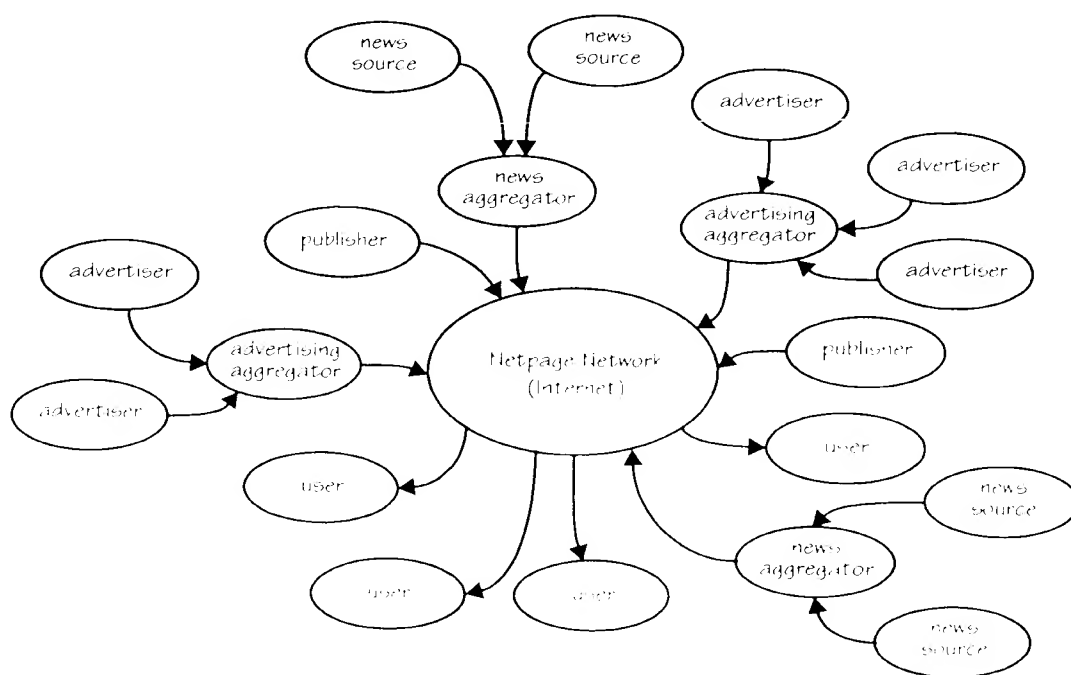 news
source
news
source
advertiser
advertiser
news
aggregator
advertising
aggregator
publisher
advertiser
advertiser
advertising
aggregator
Netpage Network
(Internet)
publisher
advertiser
user
user
news
source
news
aggregator
user
user
news
source